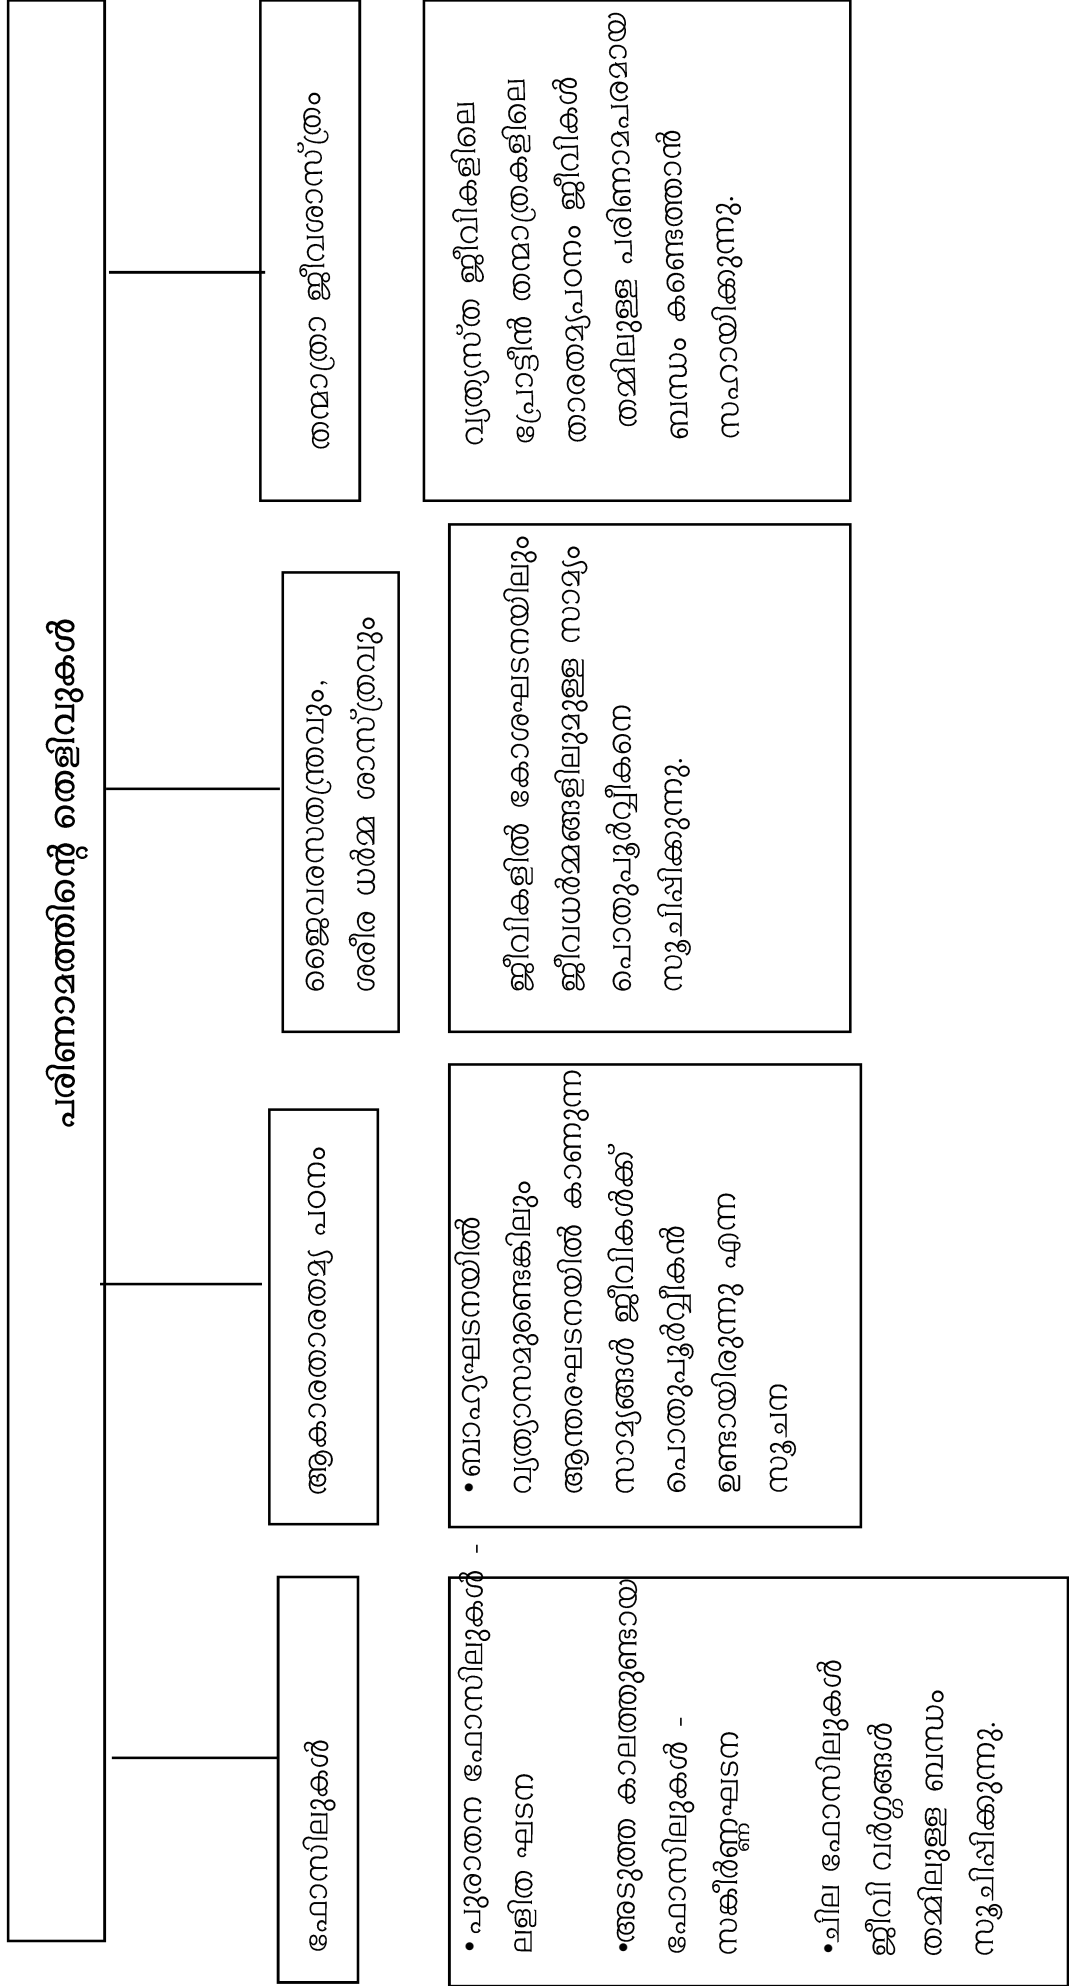 പരിണാമത്തിന്റെ തെളിവുകൾ
ഫോസിലുകൾ
• പുരാതന ഫോസിലുകൾ -
ലളിത ഘടന
•അടുത്ത കാലത്തുണ്ടായ
ഫോസിലുകൾ -
സങ്കീർണ്ണഘടന
•ചില ഫോസിലുകൾ
ജീവി വർഗ്ഗങ്ങൾ
തമ്മിലുള്ള ബന്ധം
സൂചിപ്പിക്കുന്നു.
ആകാരതാരതമ്യ പഠനം
•ബാഹ്യഘടനയിൽ
വ്യത്യാസമുണ്ടെങ്കിലും
ആന്തരഘടനയിൽ കാണുന്ന
സാമ്യങ്ങൾ ജീവികൾക്ക്
പൊതുപൂർവ്വീകൻ
ഉണ്ടായിരുന്നു എന്ന
സൂചന
ജൈവരസതന്ത്രവും,
ശരീര ധർമ്മ ശാസ്ത്രവും
ജീവികളിൽ കോശഘടനയിലും
ജീവധർമ്മങ്ങളിലുമുള്ള സാമ്യം
പൊതുപൂർവ്വീകനെ
സൂചിപ്പിക്കുന്നു.
തന്മാത്രാ ജീവശാസ്ത്രം
വ്യത്യസ്ത ജീവികളിലെ
പ്രോട്ടീൻ തന്മാത്രകളിലെ
താരതമ്യപഠനം ജീവികൾ
തമ്മിലുള്ള പരിണാമപരമായ
ബന്ധം കണ്ടെത്താൻ
സഹായിക്കുന്നു.